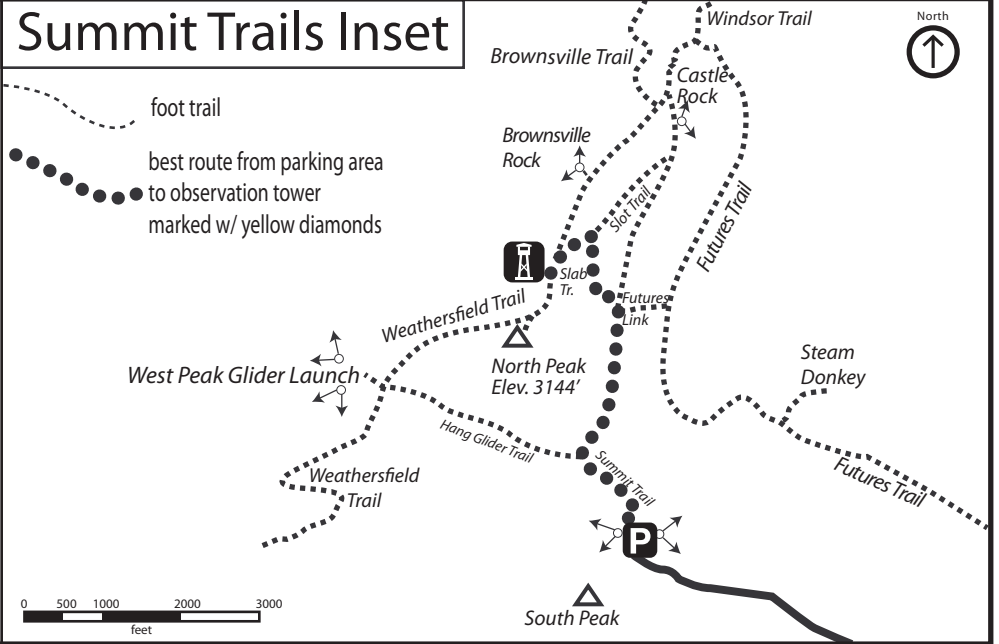 Summit Trails Inset
foot trail
best route from parking area
to observation tower
marked w/ yellow diamonds
North
Windsor Trail
Brownsville Trail
Castle
Rock
Brownsville
Rock
Slot Trail
Futures Trail
Slab
Tr.
Futures
Link
Weathersfield Trail
North Peak
Elev. 3144'
West Peak Glider Launch
Steam
Donkey
Hang Glider Trail
Summit Trail
Weathersfield
Trail
Futures Trail
P
South Peak
0 500 1000 2000 3000
feet